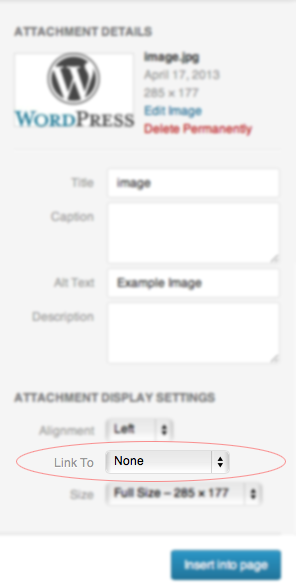 ATTACHMENT DETAILS
image.jpg
April 17, 2013
285 × 177
Edit Image
Delete Permanently
WORDPRESS
Title image
Caption
Alt Text Example Image
Description
ATTACHMENT DISPLAY SETTINGS
Alignment Left
Link To None
Size Full Size – 285 × 177
Insert into page